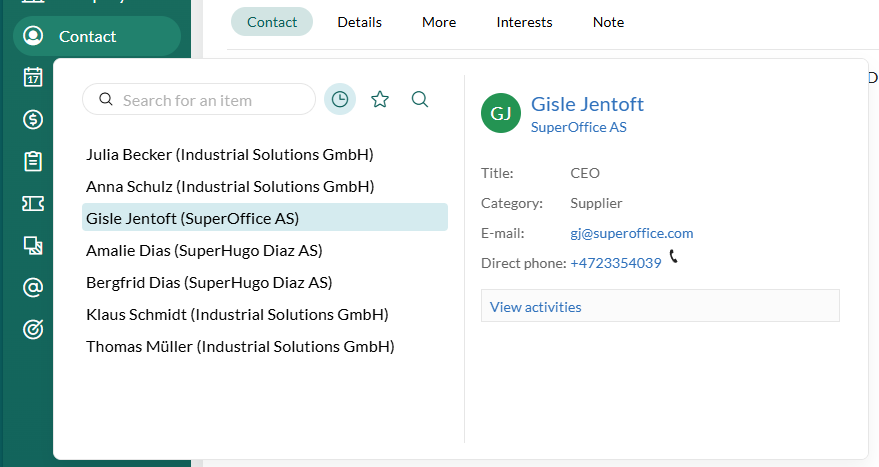 Contact
Contact Details More Interests Note
17
Search for an item
Julia Becker (Industrial Solutions GmbH)
Anna Schulz (Industrial Solutions GmbH)
Gisle Jentoft (SuperOffice AS)
Amalie Dias (SuperHugo Diaz AS)
Bergfrid Dias (SuperHugo Diaz AS)
Klaus Schmidt (Industrial Solutions GmbH)
Thomas Müller (Industrial Solutions GmbH)
GJ
Gisle Jentoft
SuperOffice AS
Title: CEO
Category: Supplier
E-mail: gj@superoffice.com
Direct phone: +4723354039
View activities
D